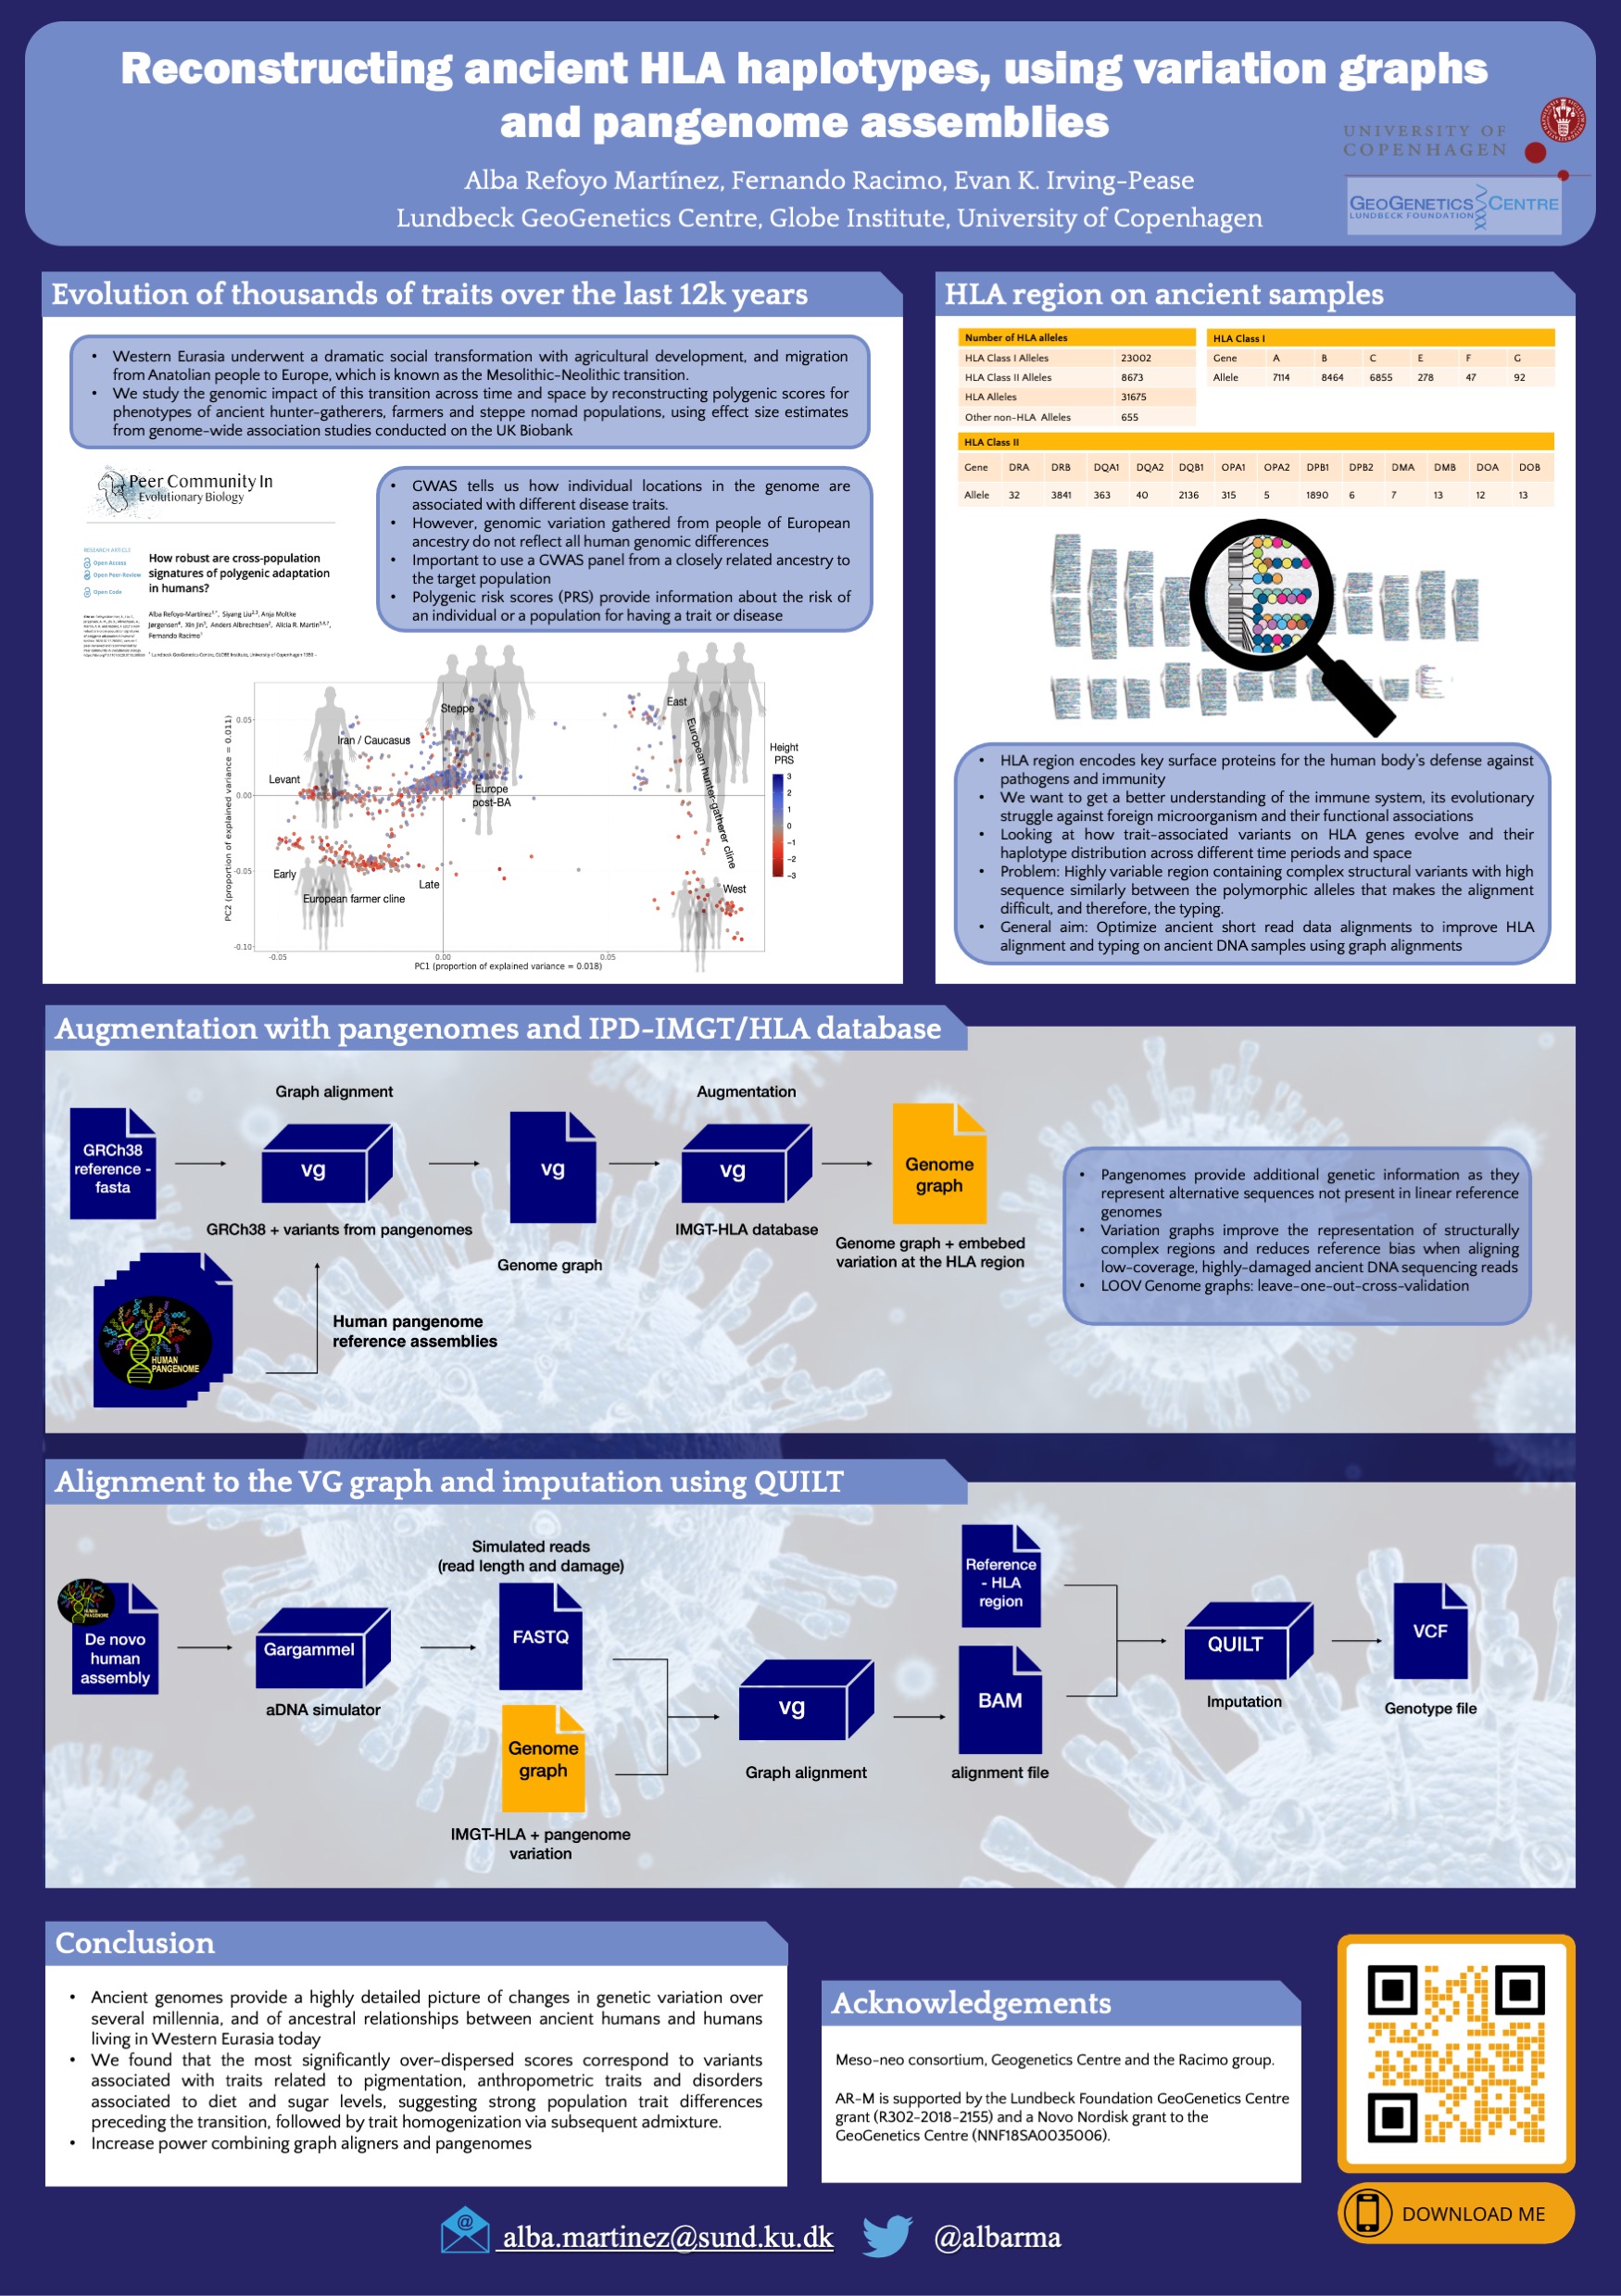 Reconstructing ancient HLA haplotypes, using variation graphs
and pangenome assemblies
Alba Refoyo Martínez, Fernando Racimo, Evan K. Irving-Pease
Lundbeck GeoGenetics Centre, Globe Institute, University of Copenhagen
UNIVERSITY OF
COPENHAGEN
GEOGENETICS CENTRE
LUNDBECK FOUNDATION
Evolution of thousands of traits over the last 12k years
• Western Eurasia underwent a dramatic social transformation with agricultural development, and migration
from Anatolian people to Europe, which is known as the Mesolithic-Neolithic transition.
• We study the genomic impact of this transition across time and space by reconstructing polygenic scores for
phenotypes of ancient hunter-gatherers, farmers and steppe nomad populations, using effect size estimates
from genome-wide association studies conducted on the UK Biobank
Peer Community In
Evolutionary Biology
RESEARCH ARTICLE
Open Access
Open Peer-Review
Open Code
How robust are cross-population
signatures of polygenic adaptation
in humans?
Alba Refoyo-Martínez, Siyang Liu, Anja Moltke
Jørgensen, Xin Jin, Anders Albrechtsen, Alicia R. Martin,
Fernando Racimo
• GWAS tells us how individual locations in the genome are
associated with different disease traits.
• However, genomic variation gathered from people of European
ancestry do not reflect all human genomic differences
• Important to use a GWAS panel from a closely related ancestry to
the target population
• Polygenic risk scores (PRS) provide information about the risk of
an individual or a population for having a trait or disease
Steppe
East
Iran / Caucasus
Levant
Europe
post-BA
European hunter-gatherer cline
Early
Late
European farmer cline
West
0.05
0.00
-0.05
-0.10
-0.05
0.00
0.05
PC1 (proportion of explained variance = 0.018)
PC2 (proportion of explained variance = 0.011)
Height
PRS
3
2
1
0
−1
−2
−3
HLA region on ancient samples
Number of HLA alleles
HLA Class I Alleles 23002
HLA Class II Alleles 8673
HLA Alleles 31675
Other non-HLA Alleles 655
HLA Class I
Gene A B C E F G
Allele 7114 8464 6855 278 47 92
HLA Class II
Gene DRA DRB DQA1 DQA2 DQB1 OPA1 OPA2 DPB1 DPB2 DMA DMB DOA DOB
Allele 32 3841 363 40 2136 315 5 1890 6 7 13 12 13
• HLA region encodes key surface proteins for the human body's defense against
pathogens and immunity
• We want to get a better understanding of the immune system, its evolutionary
struggle against foreign microorganism and their functional associations
• Looking at how trait-associated variants on HLA genes evolve and their
haplotype distribution across different time periods and space
• Problem: Highly variable region containing complex structural variants with high
sequence similarly between the polymorphic alleles that makes the alignment
difficult, and therefore, the typing.
• General aim: Optimize ancient short read data alignments to improve HLA
alignment and typing on ancient DNA samples using graph alignments
Augmentation with pangenomes and IPD-IMGT/HLA database
Graph alignment
Augmentation
GRCh38
reference -
fasta
vg
vg
vg
Genome
graph
GRCh38 + variants from pangenomes
Genome graph
IMGT-HLA database
Genome graph + embebed
variation at the HLA region
HUMAN
PANGENOME
Human pangenome
reference assemblies
• Pangenomes provide additional genetic information as they
represent alternative sequences not present in linear reference
genomes
• Variation graphs improve the representation of structurally
complex regions and reduces reference bias when aligning
low-coverage, highly-damaged ancient DNA sequencing reads
• LOOV Genome graphs: leave-one-out-cross-validation
Alignment to the VG graph and imputation using QUILT
De novo
human
assembly
Gargammel
aDNA simulator
Simulated reads
(read length and damage)
FASTQ
Genome
graph
IMGT-HLA + pangenome
variation
vg
Graph alignment
Reference
- HLA
region
BAM
alignment file
QUILT
Imputation
VCF
Genotype file
Conclusion
• Ancient genomes provide a highly detailed picture of changes in genetic variation over
several millennia, and of ancestral relationships between ancient humans and humans
living in Western Eurasia today
• We found that the most significantly over-dispersed scores correspond to variants
associated with traits related to pigmentation, anthropometric traits and disorders
associated to diet and sugar levels, suggesting strong population trait differences
preceding the transition, followed by trait homogenization via subsequent admixture.
• Increase power combining graph aligners and pangenomes
Acknowledgements
Meso-neo consortium, Geogenetics Centre and the Racimo group.
AR-M is supported by the Lundbeck Foundation GeoGenetics Centre
grant (R302-2018-2155) and a Novo Nordisk grant to the
GeoGenetics Centre (NNF18SA0035006).
DOWNLOAD ME
alba.martinez@sund.ku.dk
@albarma